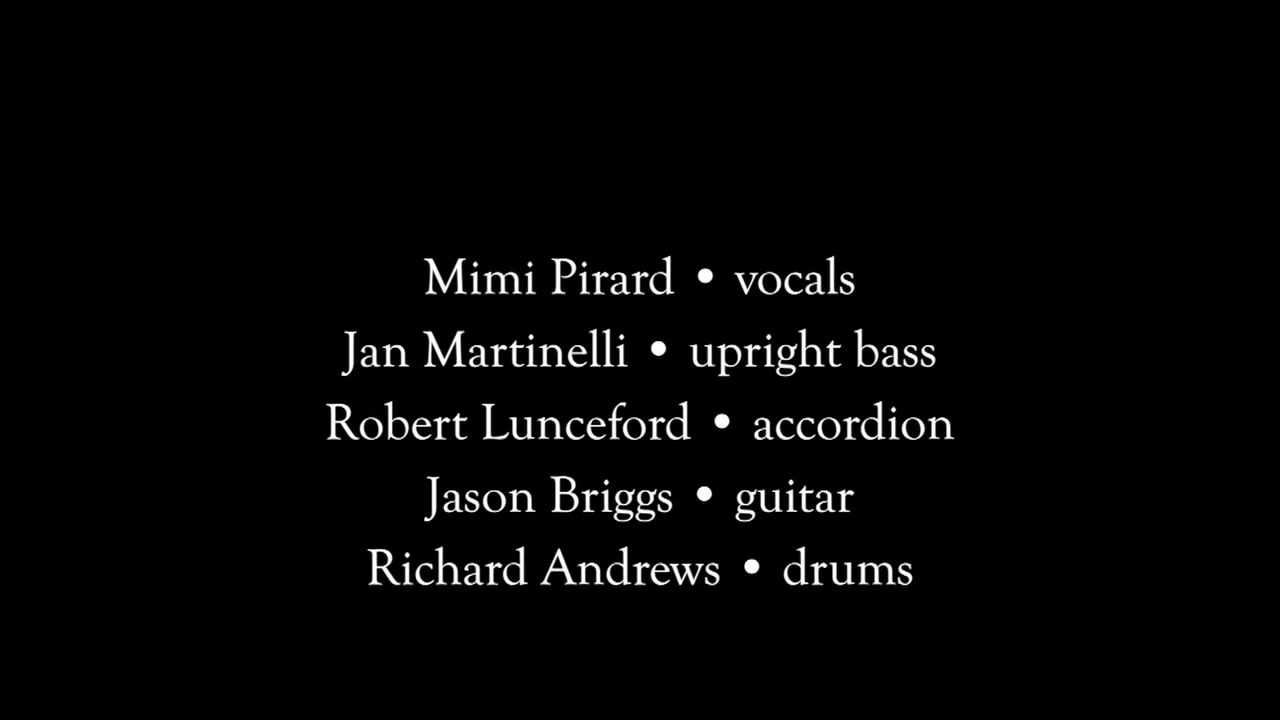 Mimi Pirard • vocals
Jan Martinelli • upright bass
Robert Lunceford • accordion
Jason Briggs • guitar
Richard Andrews • drums